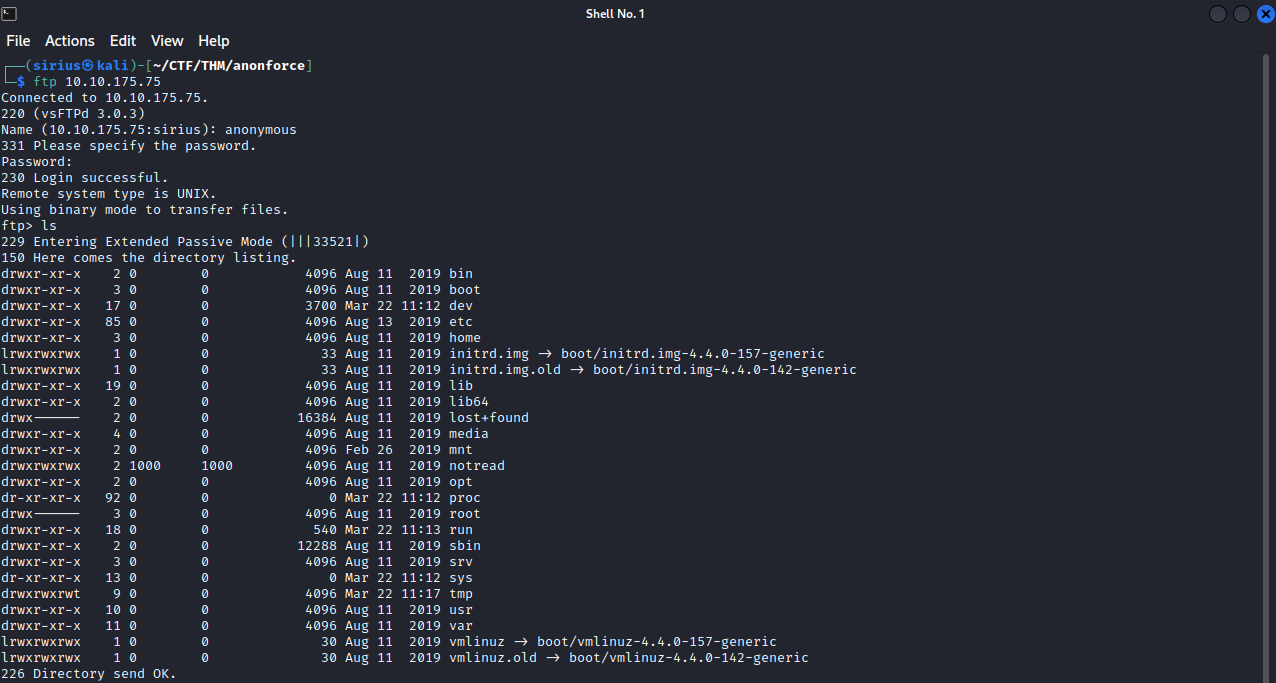 Shell No. 1
File Actions Edit View Help
┌──(sirius㉿kali)-[~/CTF/THM/anonforce]
└─$ ftp 10.10.175.75
Connected to 10.10.175.75.
220 (vsFTPd 3.0.3)
Name (10.10.175.75:sirius): anonymous
331 Please specify the password.
Password:
230 Login successful.
Remote system type is UNIX.
Using binary mode to transfer files.
ftp> ls
229 Entering Extended Passive Mode (|||33521|)
150 Here comes the directory listing.
drwxr-xr-x    2 0        0            4096 Aug 11  2019 bin
drwxr-xr-x    3 0        0            4096 Aug 11  2019 boot
drwxr-xr-x   17 0        0            3700 Mar 22 11:12 dev
drwxr-xr-x   85 0        0            4096 Aug 13  2019 etc
drwxr-xr-x    3 0        0            4096 Aug 11  2019 home
lrwxrwxrwx    1 0        0              33 Aug 11  2019 initrd.img -> boot/initrd.img-4.4.0-157-generic
lrwxrwxrwx    1 0        0              33 Aug 11  2019 initrd.img.old -> boot/initrd.img-4.4.0-142-generic
drwxr-xr-x   19 0        0            4096 Aug 11  2019 lib
drwxr-xr-x    2 0        0            4096 Aug 11  2019 lib64
drwx------    2 0        0           16384 Aug 11  2019 lost+found
drwxr-xr-x    4 0        0            4096 Aug 11  2019 media
drwxr-xr-x    2 0        0            4096 Feb 26  2019 mnt
drwxrwxrwx    2 1000     1000         4096 Aug 11  2019 notread
drwxr-xr-x    2 0        0            4096 Aug 11  2019 opt
dr-xr-xr-x   92 0        0               0 Mar 22 11:12 proc
drwx------    3 0        0            4096 Aug 11  2019 root
drwxr-xr-x   18 0        0             540 Mar 22 11:13 run
drwxr-xr-x    2 0        0           12288 Aug 11  2019 sbin
drwxr-xr-x    3 0        0            4096 Aug 11  2019 srv
dr-xr-xr-x   13 0        0               0 Mar 22 11:12 sys
drwxrwxrwt    9 0        0            4096 Mar 22 11:17 tmp
drwxr-xr-x   10 0        0            4096 Aug 11  2019 usr
drwxr-xr-x   11 0        0            4096 Aug 11  2019 var
lrwxrwxrwx    1 0        0              30 Aug 11  2019 vmlinuz -> boot/vmlinuz-4.4.0-157-generic
lrwxrwxrwx    1 0        0              30 Aug 11  2019 vmlinuz.old -> boot/vmlinuz-4.4.0-142-generic
226 Directory send OK.